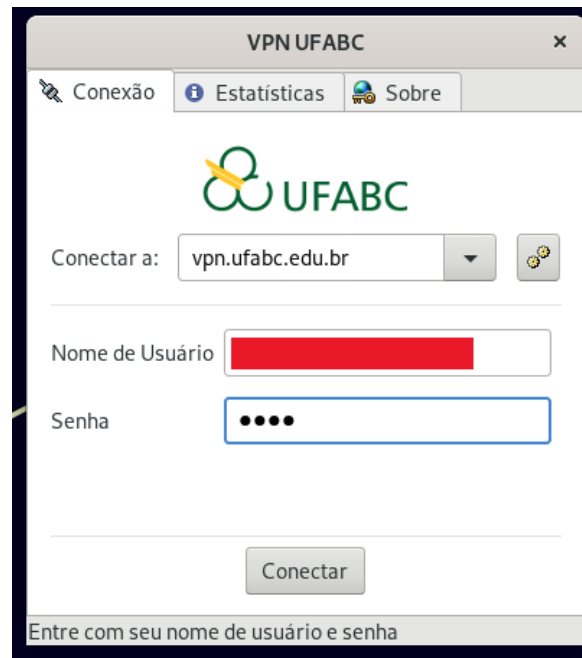 VPN UFABC ×
Conexão Estatísticas Sobre
UFABC
Conectar a: vpn.ufabc.edu.br
Nome de Usuário
Senha ••••
Conectar
Entre com seu nome de usuário e senha